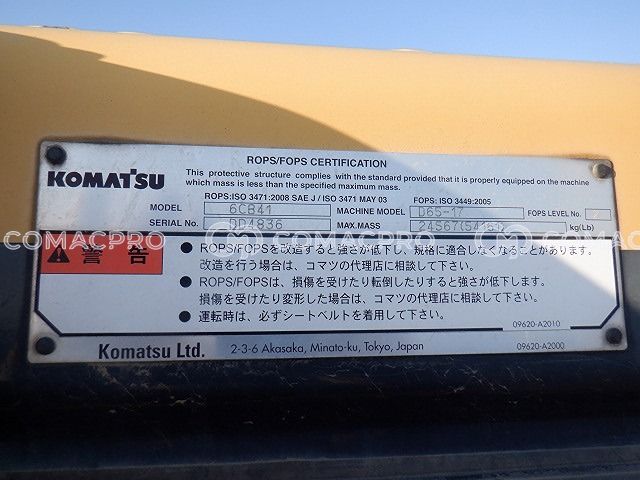 ROPS/FOPS CERTIFICATION
KOMATSU
This protective structure complies with the standard provided that it is properly equipped on the machine
which mass is less than the specified maximum mass.
ROPS:ISO 3471:2008 SAE J / ISO 3471 MAY 03 FOPS: ISO 3449:2005
MODEL 6CB41 MACHINE MODEL D65-17 FOPS LEVEL No. 2
SERIAL No. DD4836 MAX.MASS kg(Lb)
COMACPRO
警告
● ROPS/FOPSを改造すると強さが低下し、規格に適合しなくなることがあります。
改造を行う場合は、コマツの代理店に相談して下さい。
● ROPS/FOPSは、損傷を受けたり転倒したりすると強さが低下します。
損傷を受けたり変形した場合は、コマツの代理店に相談して下さい。
● 運転時は、必ずシートベルトを着用して下さい。
09620-A2010
Komatsu Ltd. 2-3-6 Akasaka, Minato-ku, Tokyo, Japan 09620-A2000